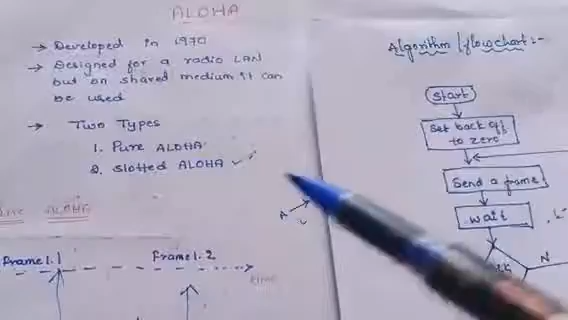 ALOHA
→ Developed in 1970
→ Designed for a radio LAN
but on shared medium it can
be used
→ Two Types
1. Pure ALOHA
2. Slotted ALOHA ✓
ALOHA
Frame 1.1
Frame 1.2
time
Algorithm / flowchart :-
Start
Set back off
to zero
Send a frame
wait
N
A